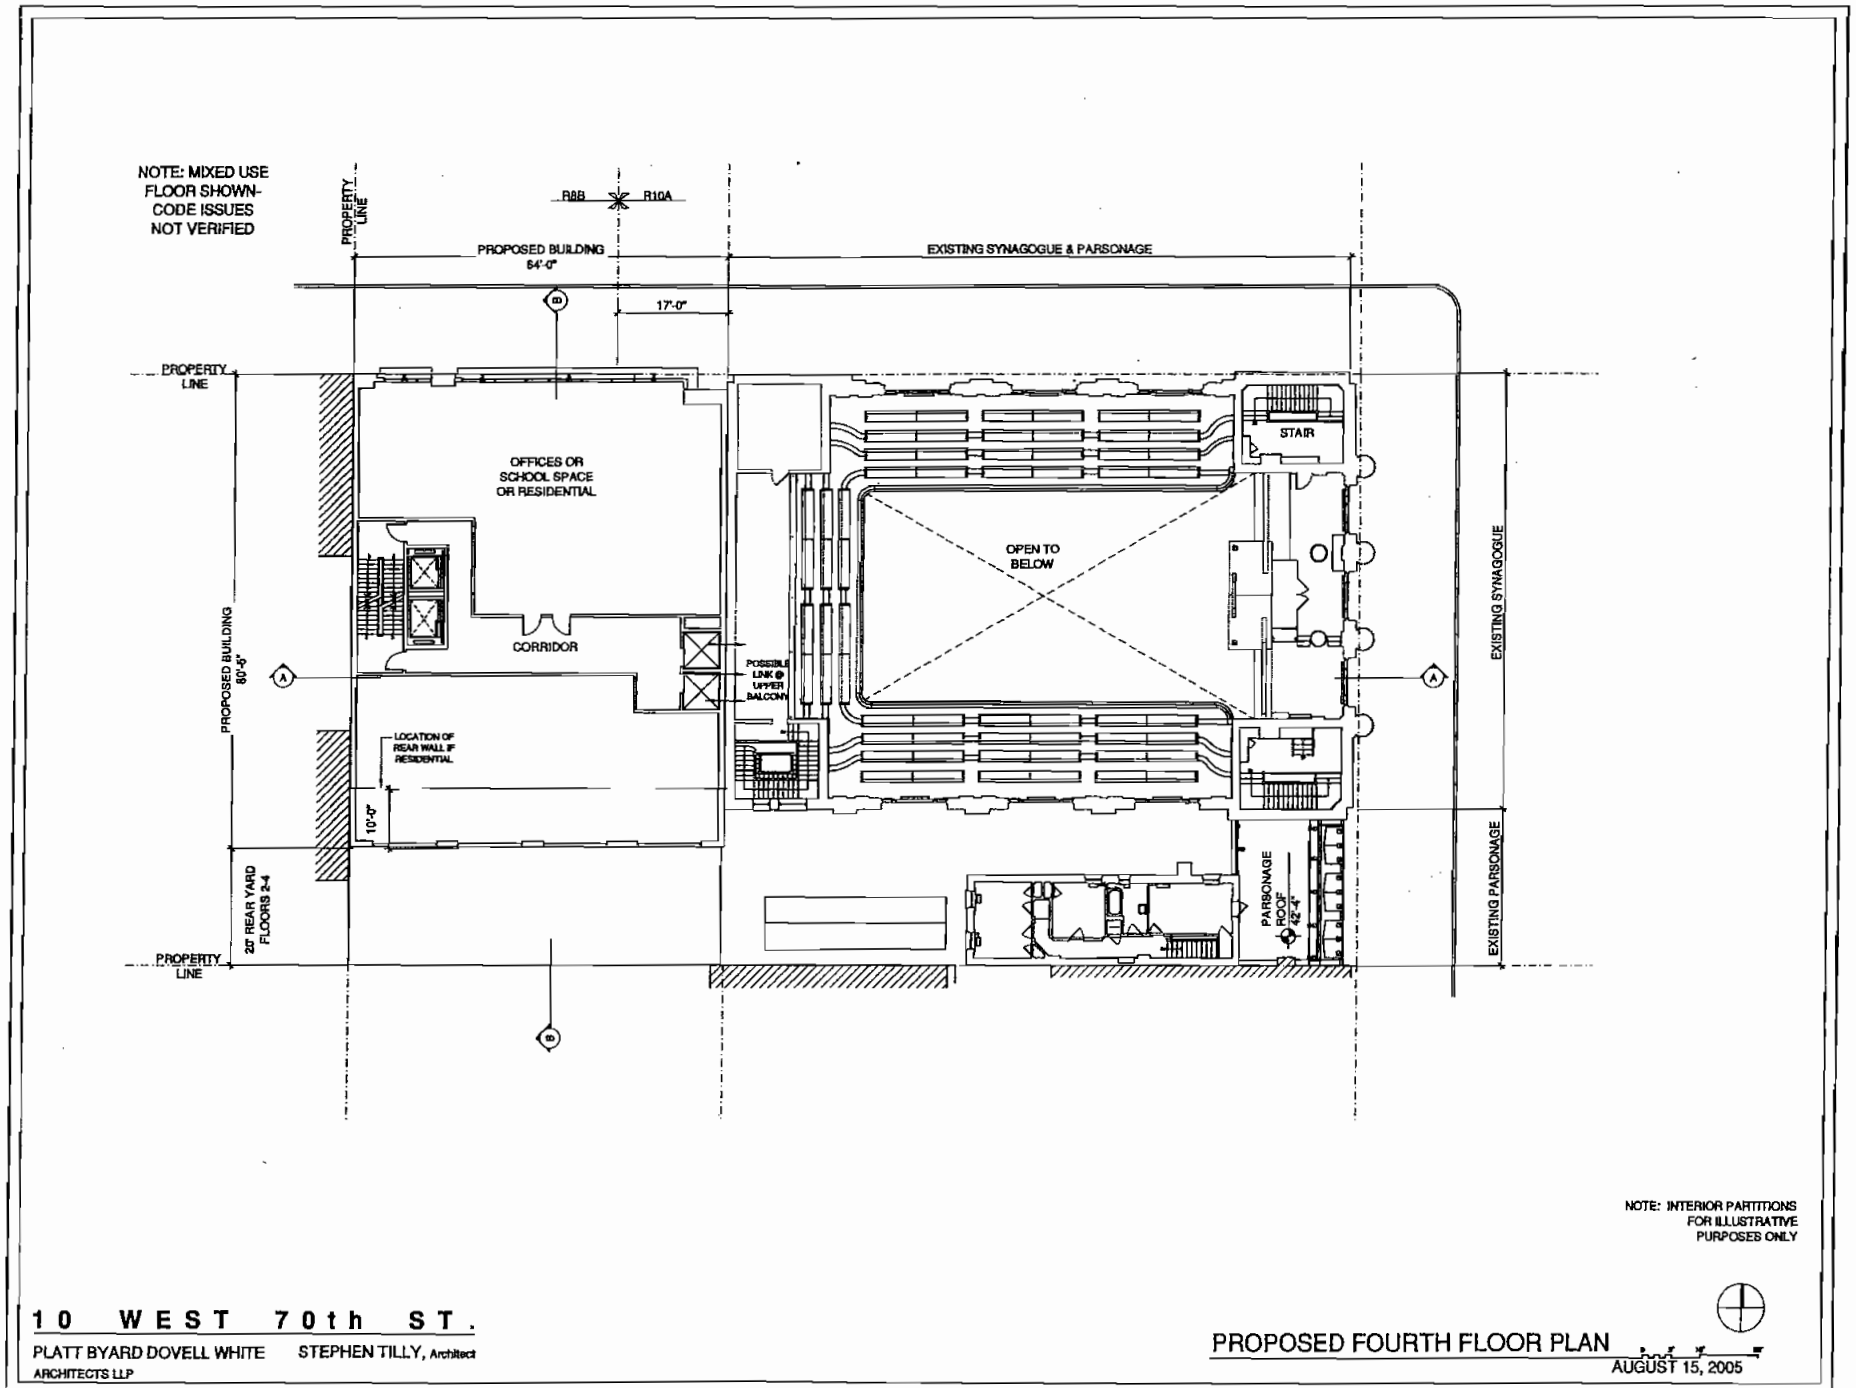 NOTE: MIXED USE
FLOOR SHOWN-
CODE ISSUES
NOT VERIFIED
PROPERTY
LINE
R8B
R10A
PROPOSED BUILDING
64'-0"
EXISTING SYNAGOGUE & PARSONAGE
B
17'-0"
PROPERTY
LINE
STAIR
OFFICES OR
SCHOOL SPACE
OR RESIDENTIAL
OPEN TO
BELOW
EXISTING SYNAGOGUE
PROPOSED BUILDING
80'-6"
CORRIDOR
POSSIBLE
LINK @
UPPER
BALCONY
A
A
LOCATION OF
REAR WALL IF
RESIDENTIAL
10'-0"
20' REAR YARD
FLOORS 2-4
PARSONAGE
ROOF
42'-4"
EXISTING PARSONAGE
PROPERTY
LINE
B
NOTE: INTERIOR PARTITIONS
FOR ILLUSTRATIVE
PURPOSES ONLY
10 WEST 70th ST.
PLATT BYARD DOVELL WHITE STEPHEN TILLY, Architect
ARCHITECTS LLP
PROPOSED FOURTH FLOOR PLAN
AUGUST 15, 2005